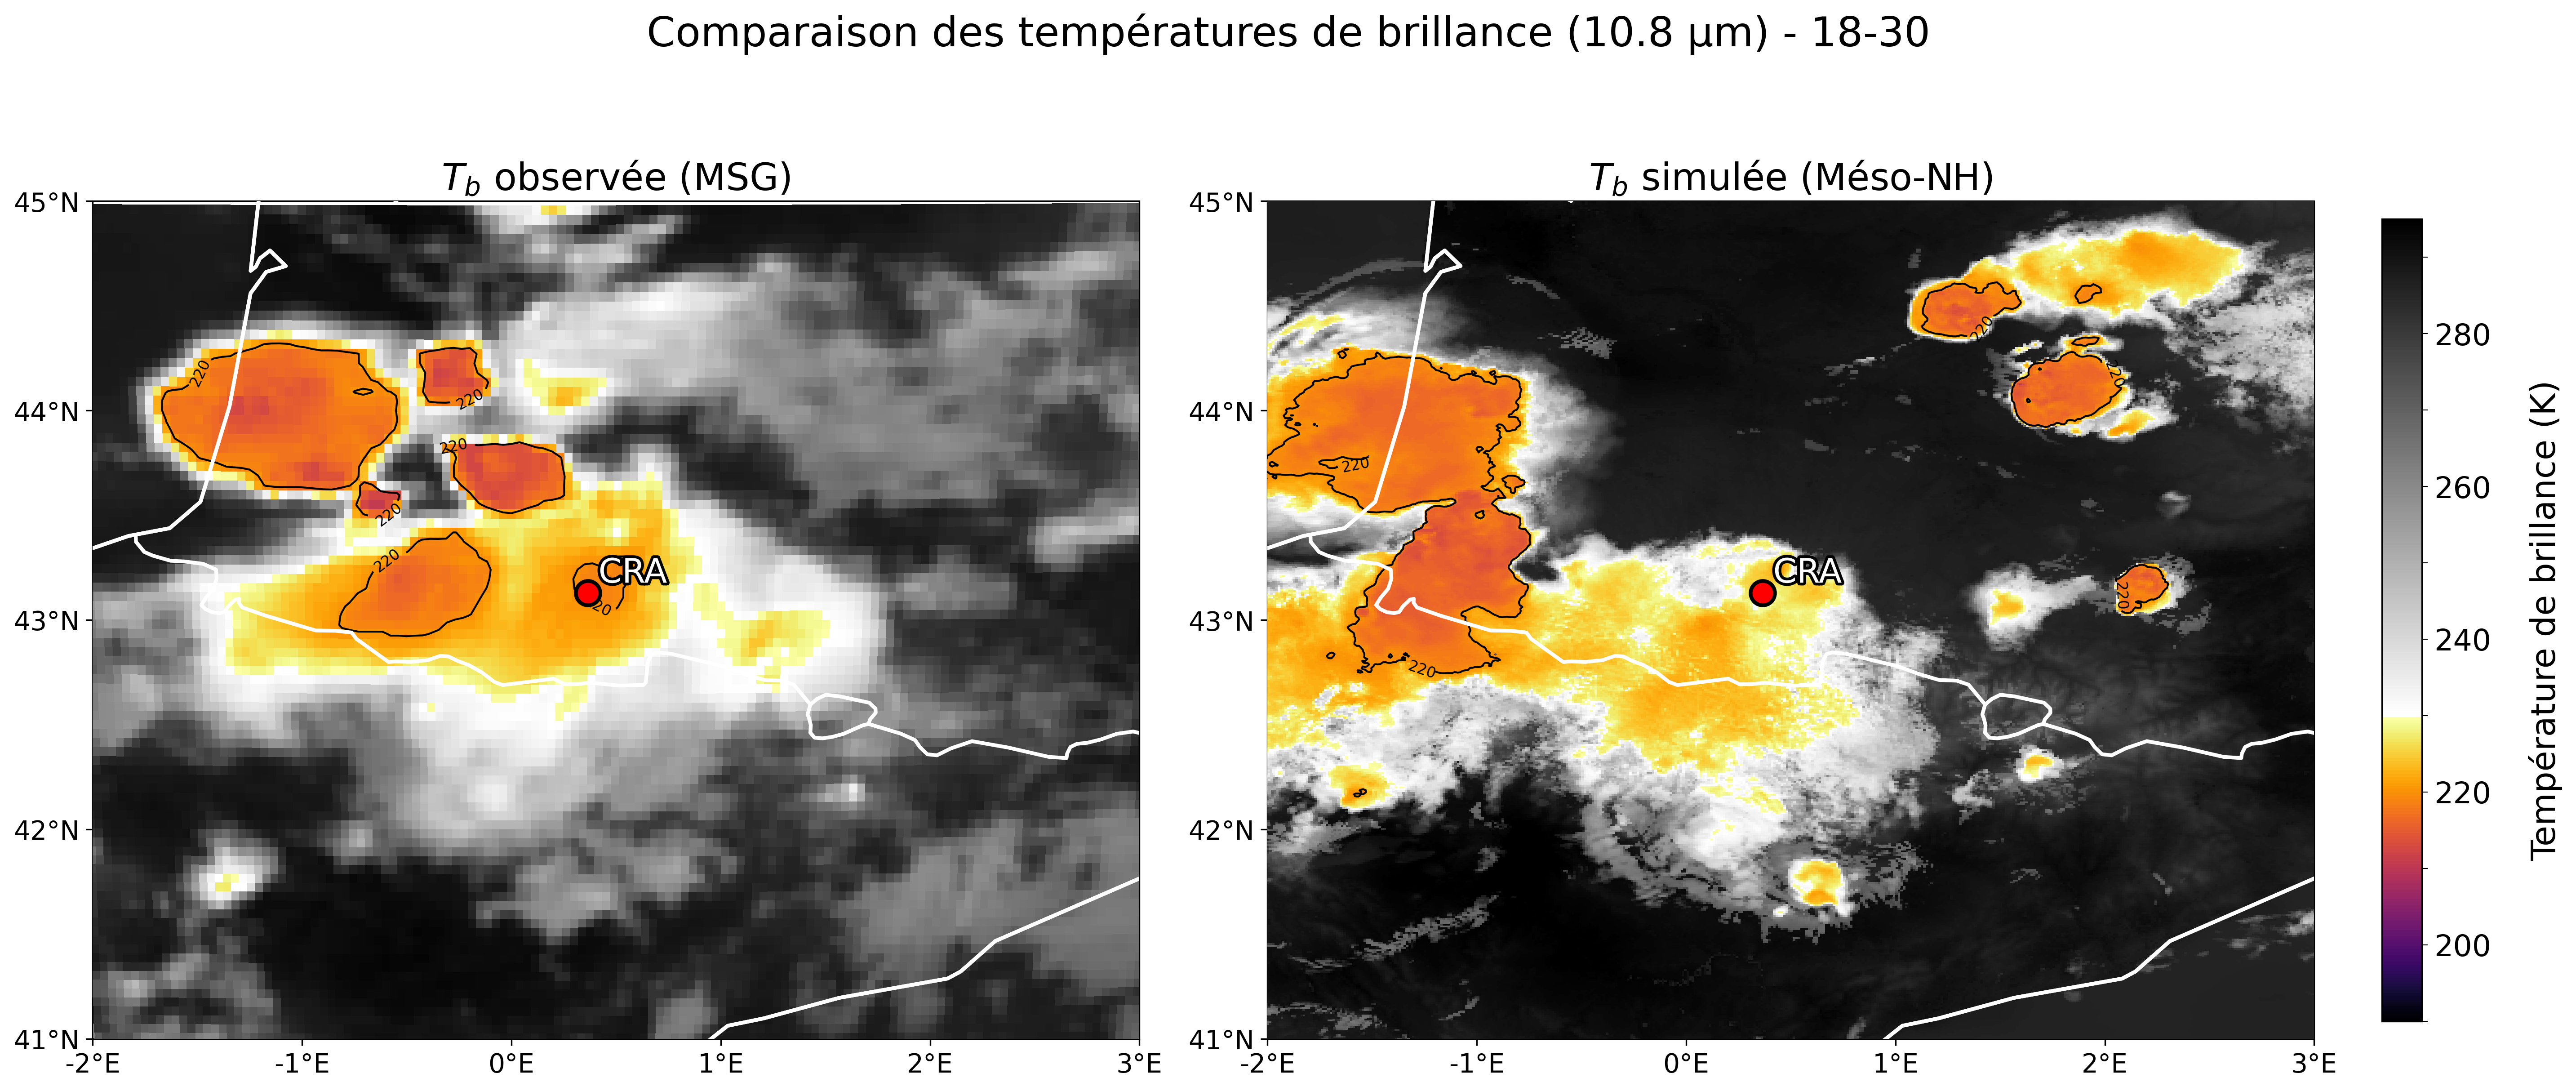 Comparaison des températures de brillance (10.8 µm) - 18-30
T_b observée (MSG)
T_b simulée (Méso-NH)
45°N
44°N
43°N
42°N
41°N
-2°E
-1°E
0°E
1°E
2°E
3°E
220
220
220
220
220
20
CRA
45°N
44°N
43°N
42°N
41°N
-2°E
-1°E
0°E
1°E
2°E
3°E
220
220
220
220
220
CRA
280
260
240
220
200
Température de brillance (K)